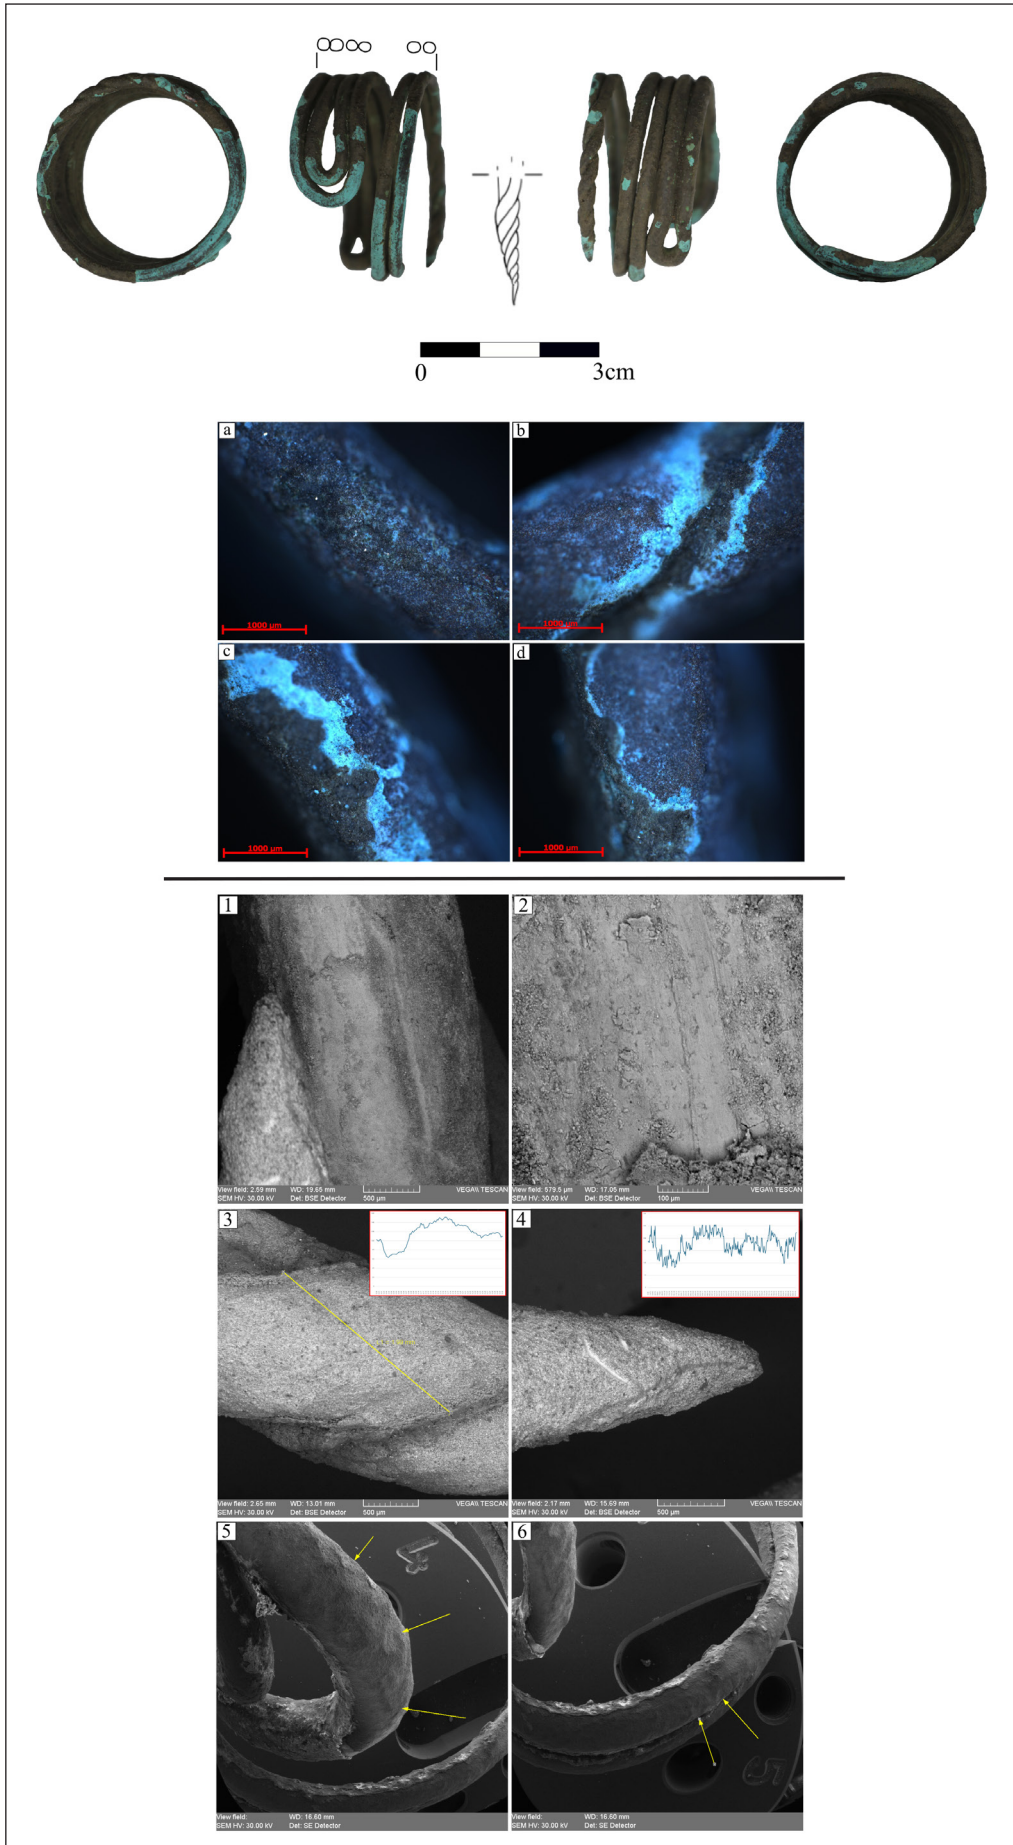 0 3cm
a b
1000 µm 1000 µm
c d
1000 µm 1000 µm
1 2
View field: 2.59 mm WD: 19.65 mm 500 µm VEGA\\ TESCAN
SEM HV: 30.00 kV Det: BSE Detector
View field: 579.5 µm WD: 17.05 mm 100 µm VEGA\\ TESCAN
SEM HV: 30.00 kV Det: BSE Detector
3 4
View field: 2.65 mm WD: 13.01 mm 500 µm VEGA\\ TESCAN
SEM HV: 30.00 kV Det: BSE Detector
View field: 2.17 mm WD: 15.69 mm 500 µm VEGA\\ TESCAN
SEM HV: 30.00 kV Det: BSE Detector
5 6
View field: WD: 16.60 mm
SEM HV: 30.00 kV Det: SE Detector
View field: WD: 16.60 mm
SEM HV: 30.00 kV Det: SE Detector